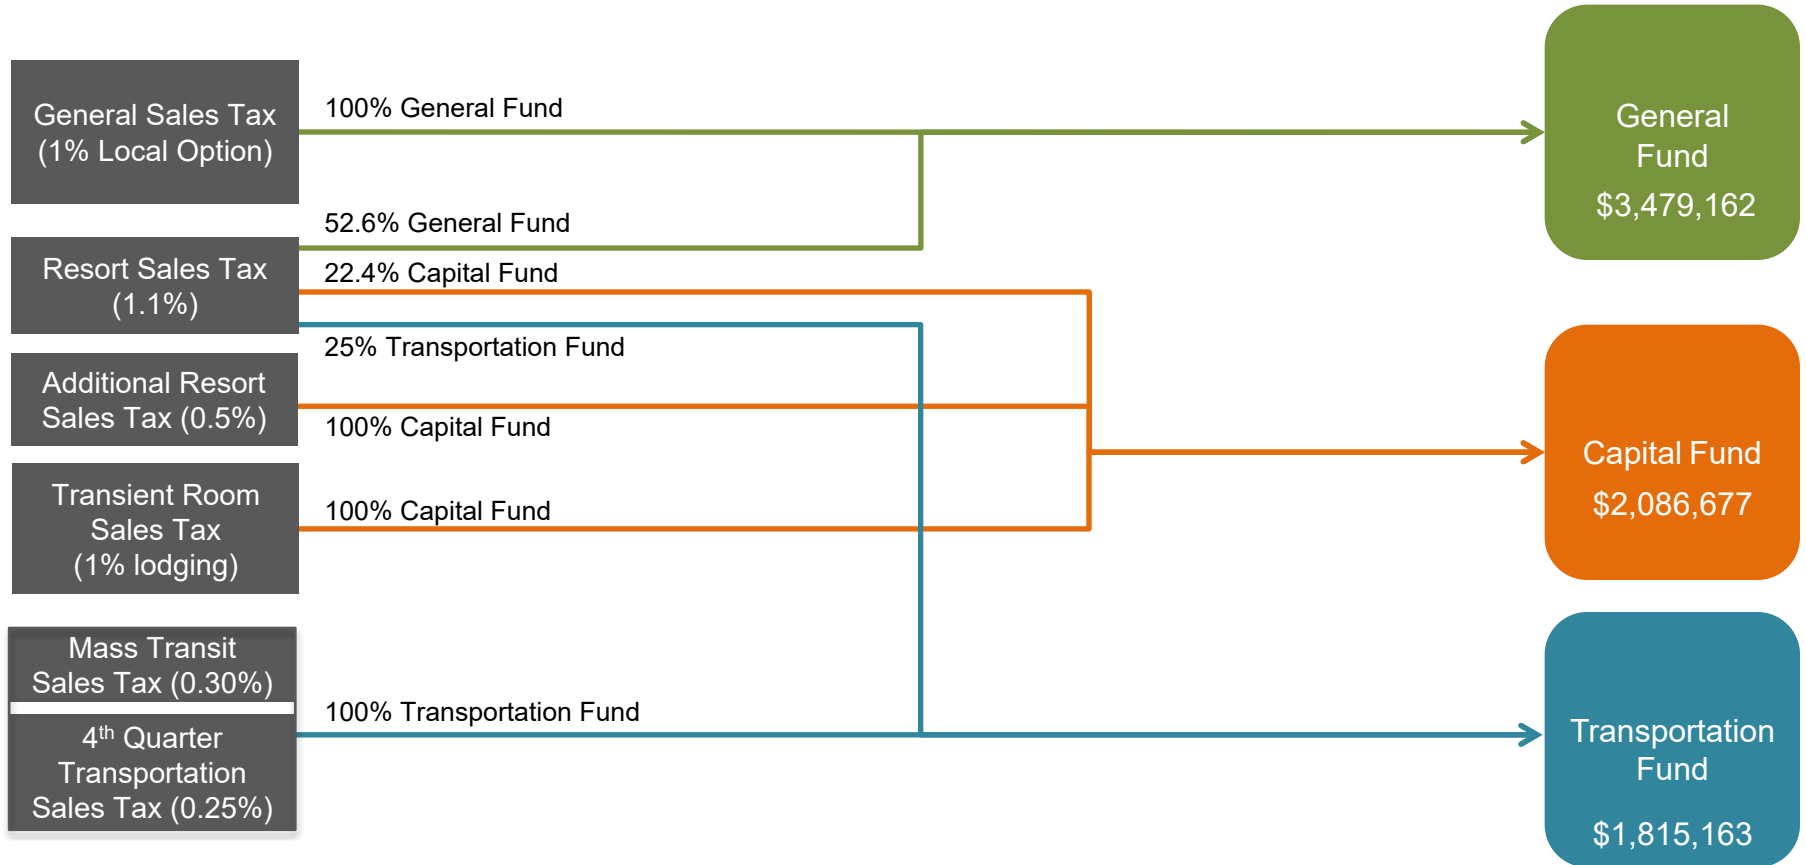 General Sales Tax
(1% Local Option)
100% General Fund
General
Fund
$3,479,162
52.6% General Fund
Resort Sales Tax
(1.1%)
22.4% Capital Fund
25% Transportation Fund
Additional Resort
Sales Tax (0.5%)
100% Capital Fund
Capital Fund
$2,086,677
Transient Room
Sales Tax
(1% lodging)
100% Capital Fund
Mass Transit
Sales Tax (0.30%)
100% Transportation Fund
4th Quarter
Transportation
Sales Tax (0.25%)
Transportation
Fund
$1,815,163